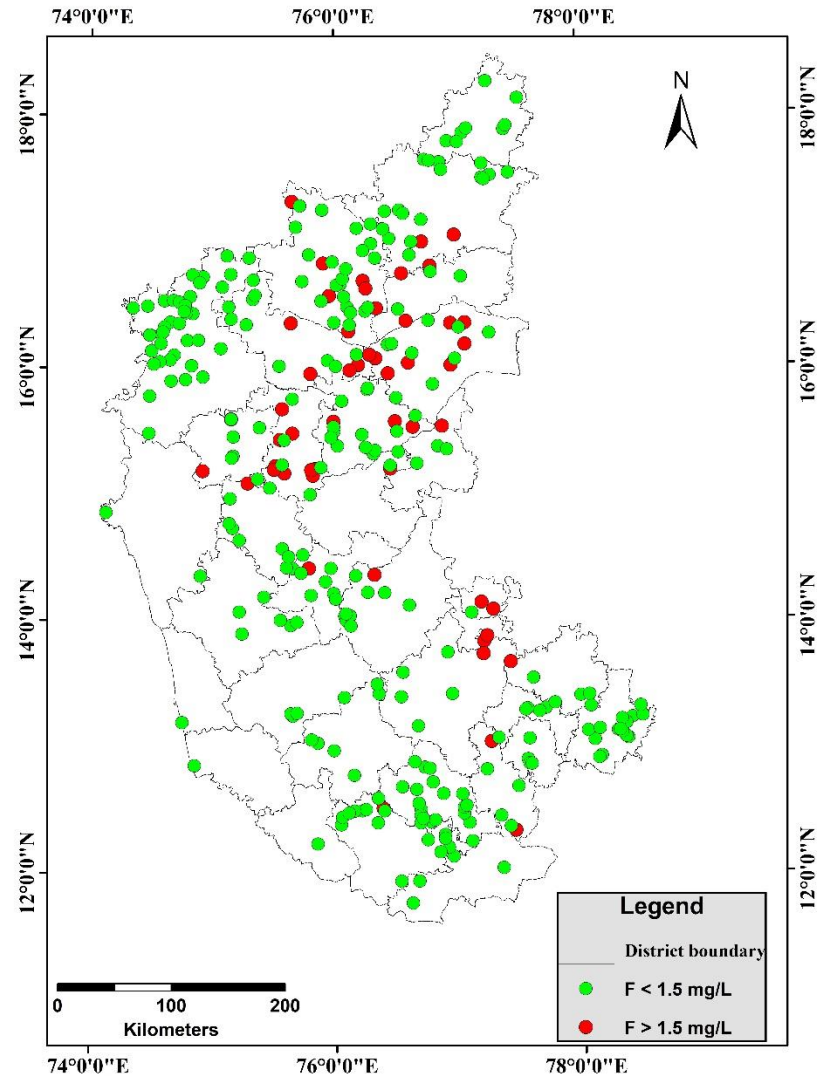 74°0'0"E 76°0'0"E 78°0'0"E
N
18°0'0"N 18°0'0"N
16°0'0"N 16°0'0"N
14°0'0"N 14°0'0"N
12°0'0"N 12°0'0"N
Legend
District boundary
F < 1.5 mg/L
F > 1.5 mg/L
0 100 200
Kilometers
74°0'0"E 76°0'0"E 78°0'0"E